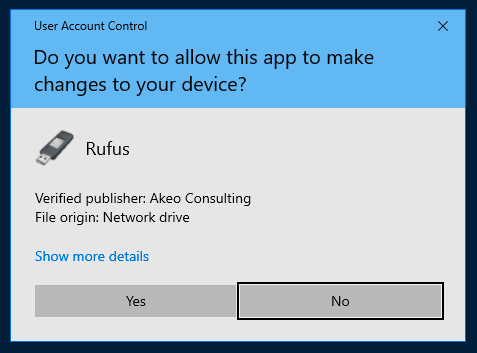 User Account Control
Do you want to allow this app to make
changes to your device?
Rufus
Verified publisher: Akeo Consulting
File origin: Network drive
Show more details
Yes
No